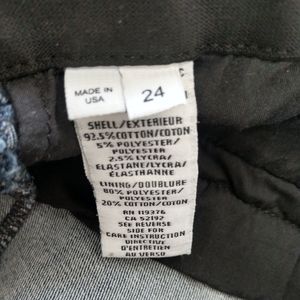 MADE IN
USA
24
SHELL/EXTERIEUR
92.5%COTTON/COTON
5% POLYESTER/
POLYESTER
2.5% LYCRA/
ELASTANE/LYCRA/
ELASTHANNE
LINING/DOUBLURE
80% POLYESTER/
POLYESTER
20% COTTON/COTON
RN 119376
CA 52192
SEE REVERSE
SIDE FOR
CARE INSTRUCTION
DIRECTIVE
D'ENTRETIEN
AU VERSO